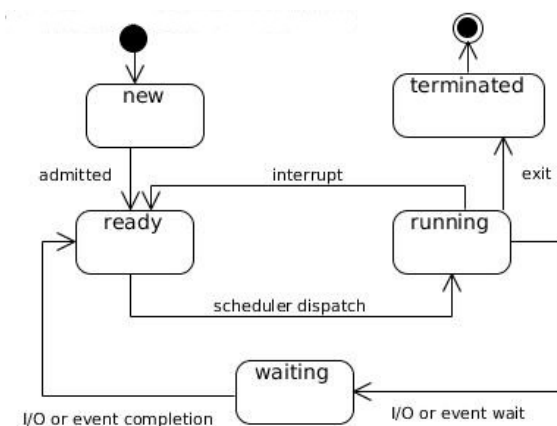 new
terminated
admitted
interrupt
exit
ready
running
scheduler dispatch
waiting
I/O or event completion
I/O or event wait